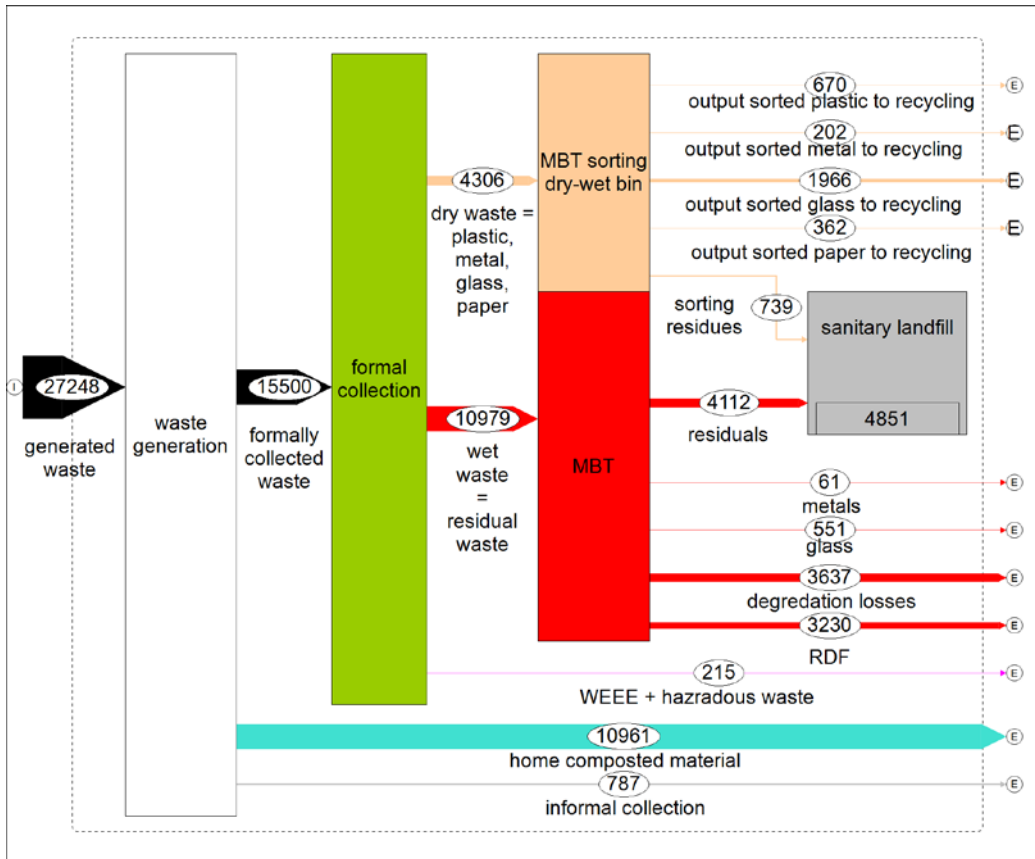 670
E
output sorted plastic to recycling
202
E
output sorted metal to recycling
MBT sorting
dry-wet bin
4306
1966
E
output sorted glass to recycling
dry waste =
plastic,
metal,
glass,
paper
362
E
output sorted paper to recycling
sorting
residues
739
sanitary landfill
formal
collection
I
27248
generated
waste
waste
generation
15500
formally
collected
waste
10979
wet
waste
=
residual
waste
MBT
4112
residuals
4851
61
E
metals
551
E
glass
3637
E
degredation losses
3230
E
RDF
215
E
WEEE + hazradous waste
10961
E
home composted material
787
E
informal collection